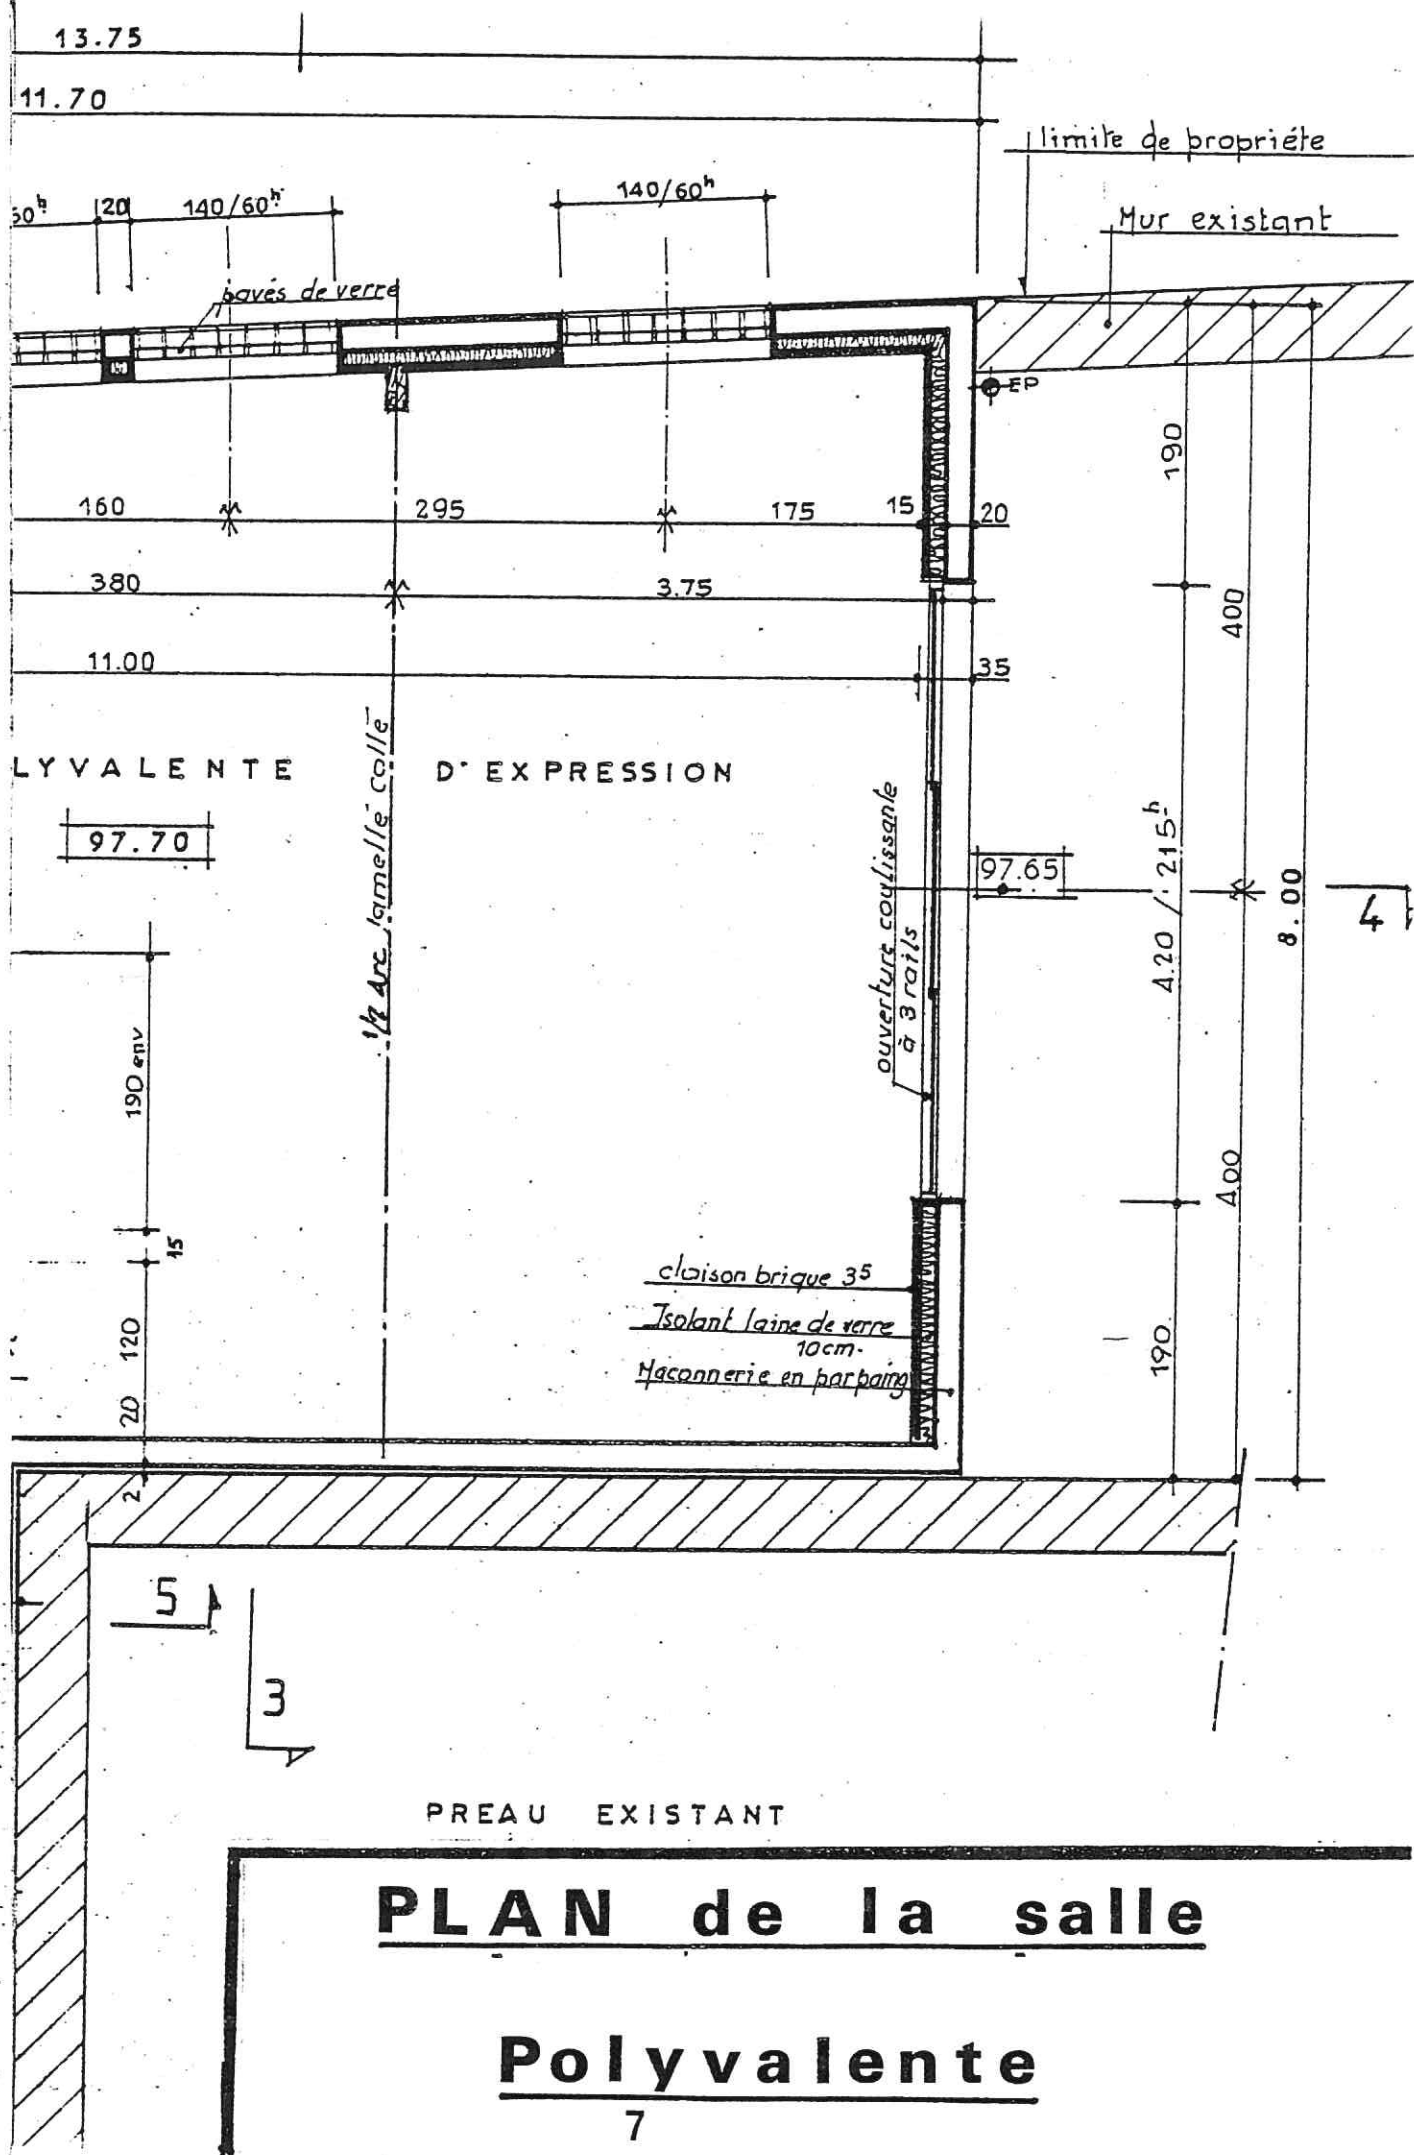 13.75
11.70
limite de propriéte
Mur existant
20 140/60ʰ 140/60ʰ
pavés de verre
EP
160 295 175 15 20
380 3.75
11.00 35
190
400
LYVALENTE D'EXPRESSION
97.70
1/2 Arc lamellé collé
ouverture coulissante
à 3 rails
97.65
4.20 / 215ʰ
8.00
4
190 env
15
120
20
2
400
190
cloison brique 35
Isolant laine de verre
10cm.
Maconnerie en parpaing
5
3
PREAU EXISTANT
PLAN de la salle
Polyvalente
7